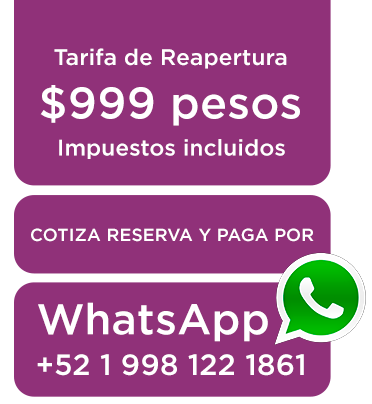 Tarifa de Reapertura
$999 pesos
Impuestos incluidos
COTIZA RESERVA Y PAGA POR
WhatsApp
+52 1 998 122 1861